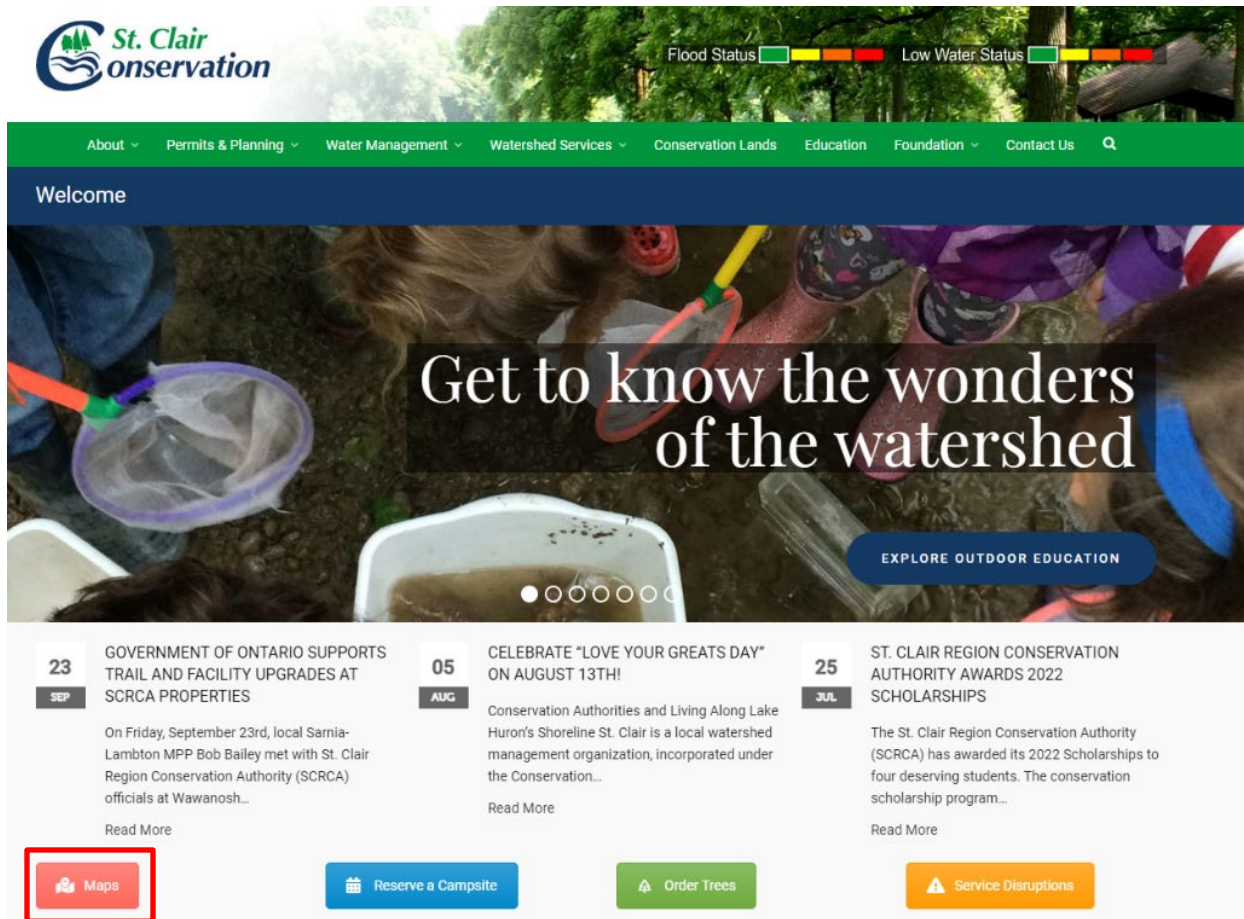 St. Clair
Conservation
Flood Status
Low Water Status
About
Permits & Planning
Water Management
Watershed Services
Conservation Lands
Education
Foundation
Contact Us
Welcome
Get to know the wonders
of the watershed
EXPLORE OUTDOOR EDUCATION
23
SEP
GOVERNMENT OF ONTARIO SUPPORTS
TRAIL AND FACILITY UPGRADES AT
SCRCA PROPERTIES
On Friday, September 23rd, local Sarnia-
Lambton MPP Bob Bailey met with St. Clair
Region Conservation Authority (SCRCA)
officials at Wawanosh...
Read More
05
AUG
CELEBRATE “LOVE YOUR GREATS DAY”
ON AUGUST 13TH!
Conservation Authorities and Living Along Lake
Huron's Shoreline St. Clair is a local watershed
management organization, incorporated under
the Conservation...
Read More
25
JUL
ST. CLAIR REGION CONSERVATION
AUTHORITY AWARDS 2022
SCHOLARSHIPS
The St. Clair Region Conservation Authority
(SCRCA) has awarded its 2022 Scholarships to
four deserving students. The conservation
scholarship program...
Read More
Maps
Reserve a Campsite
Order Trees
Service Disruptions